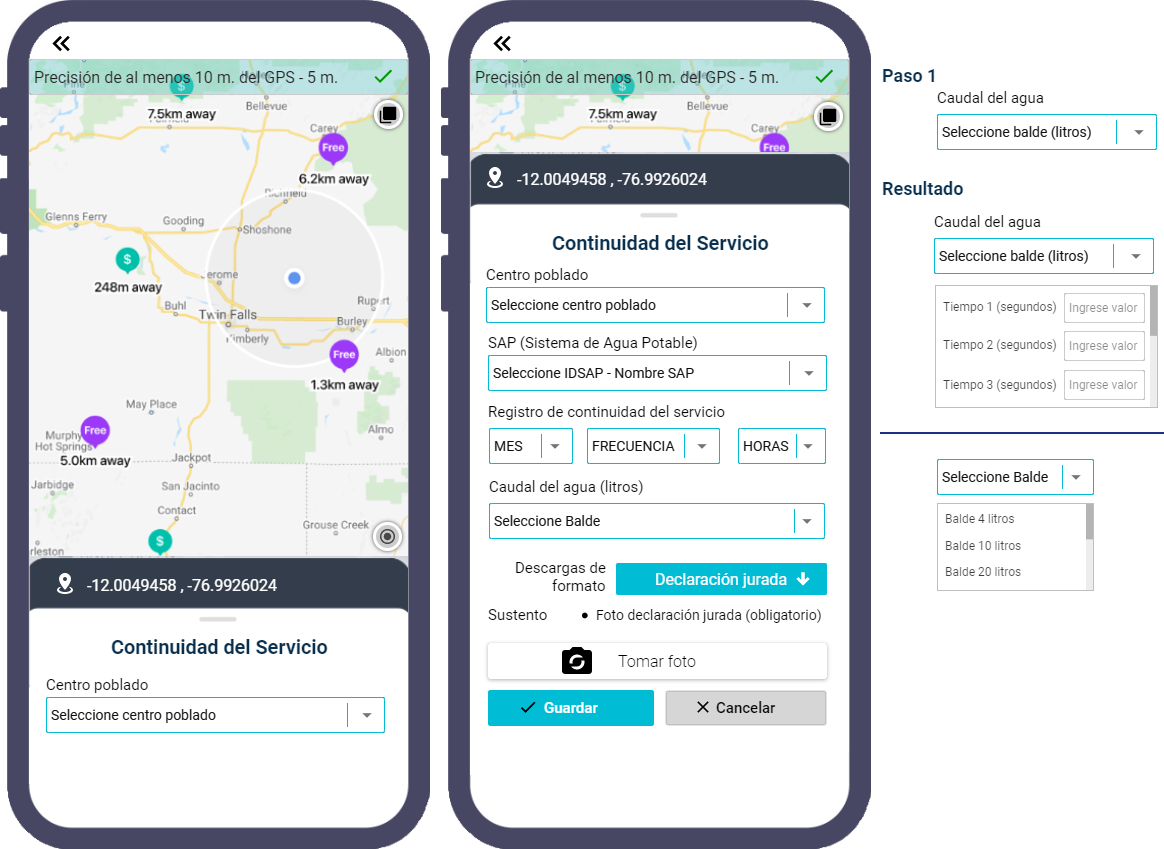 Precisión de al menos 10 m. del GPS - 5 m.
7.5km away
Bellevue
Carey
Free
6.2km away
Richfield
Glenns Ferry
Gooding
Shoshone
$
248m away
Jerome
Buhl
Twin Falls
Rupert
Burley
Kimberly
Free
Albion
1.3km away
May Place
Free
Murphy
Hot Springs
Almo
5.0km away
Jackpot
Jarbidge
San Jacinto
Contact
Grouse Creek
$
rleston
-12.0049458 , -76.9926024
Continuidad del Servicio
Centro poblado
Seleccione centro poblado
Precisión de al menos 10 m. del GPS - 5 m.
7.5km away
Bellevue
Carey
Free
-12.0049458 , -76.9926024
Continuidad del Servicio
Centro poblado
Seleccione centro poblado
SAP (Sistema de Agua Potable)
Seleccione IDSAP - Nombre SAP
Registro de continuidad del servicio
MES FRECUENCIA HORAS
Caudal del agua (litros)
Seleccione Balde
Descargas de
formato
Declaración jurada
Sustento • Foto declaración jurada (obligatorio)
Tomar foto
Guardar Cancelar
Paso 1
Caudal del agua
Seleccione balde (litros)
Resultado
Caudal del agua
Seleccione balde (litros)
Tiempo 1 (segundos) Ingrese valor
Tiempo 2 (segundos) Ingrese valor
Tiempo 3 (segundos) Ingrese valor
Seleccione Balde
Balde 4 litros
Balde 10 litros
Balde 20 litros